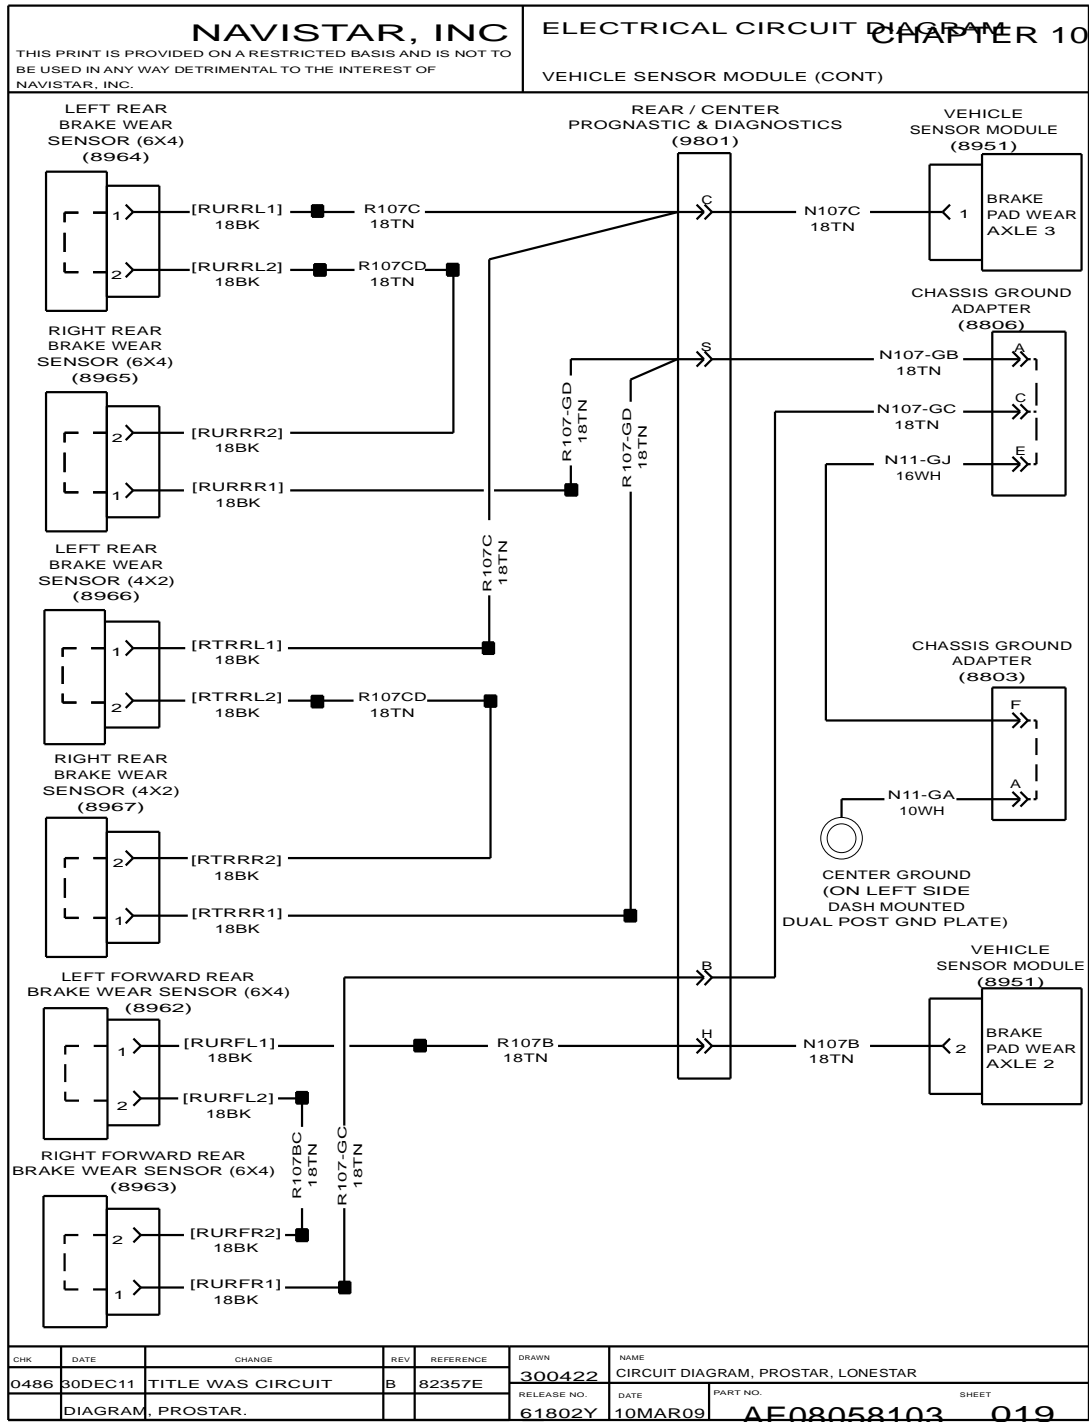 NAVISTAR, INC
THIS PRINT IS PROVIDED ON A RESTRICTED BASIS AND IS NOT TO
BE USED IN ANY WAY DETRIMENTAL TO THE INTEREST OF
NAVISTAR, INC.
ELECTRICAL CIRCUIT DIAGRAM
CHAPTER 10
VEHICLE SENSOR MODULE (CONT)
LEFT REAR
BRAKE WEAR
SENSOR (6X4)
(8964)
1
[RURRL1]
18BK
R107C
18TN
2
[RURRL2]
18BK
R107CD
18TN
REAR / CENTER
PROGNASTIC & DIAGNOSTICS
(9801)
C
N107C
18TN
VEHICLE
SENSOR MODULE
(8951)
1
BRAKE
PAD WEAR
AXLE 3
RIGHT REAR
BRAKE WEAR
SENSOR (6X4)
(8965)
2
[RURRR2]
18BK
1
[RURRR1]
18BK
R107-GD
18TN
R107-GD
18TN
S
N107-GB
18TN
N107-GC
18TN
N11-GJ
16WH
CHASSIS GROUND
ADAPTER
(8806)
A
C
E
LEFT REAR
BRAKE WEAR
SENSOR (4X2)
(8966)
1
[RTRRL1]
18BK
R107C
18TN
2
[RTRRL2]
18BK
R107CD
18TN
CHASSIS GROUND
ADAPTER
(8803)
F
A
N11-GA
10WH
CENTER GROUND
(ON LEFT SIDE
DASH MOUNTED
DUAL POST GND PLATE)
RIGHT REAR
BRAKE WEAR
SENSOR (4X2)
(8967)
2
[RTRRR2]
18BK
1
[RTRRR1]
18BK
LEFT FORWARD REAR
BRAKE WEAR SENSOR (6X4)
(8962)
1
[RURFL1]
18BK
R107B
18TN
2
[RURFL2]
18BK
B
H
N107B
18TN
VEHICLE
SENSOR MODULE
(8951)
2
BRAKE
PAD WEAR
AXLE 2
RIGHT FORWARD REAR
BRAKE WEAR SENSOR (6X4)
(8963)
R107BC
18TN
R107-GC
18TN
2
[RURFR2]
18BK
1
[RURFR1]
18BK
CHK DATE CHANGE REV REFERENCE
0486 30DEC11 TITLE WAS CIRCUIT B 82357E
DIAGRAM, PROSTAR.
DRAWN
300422
NAME
CIRCUIT DIAGRAM, PROSTAR, LONESTAR
RELEASE NO.
61802Y
DATE
10MAR09
PART NO.
AE08058103
SHEET
019